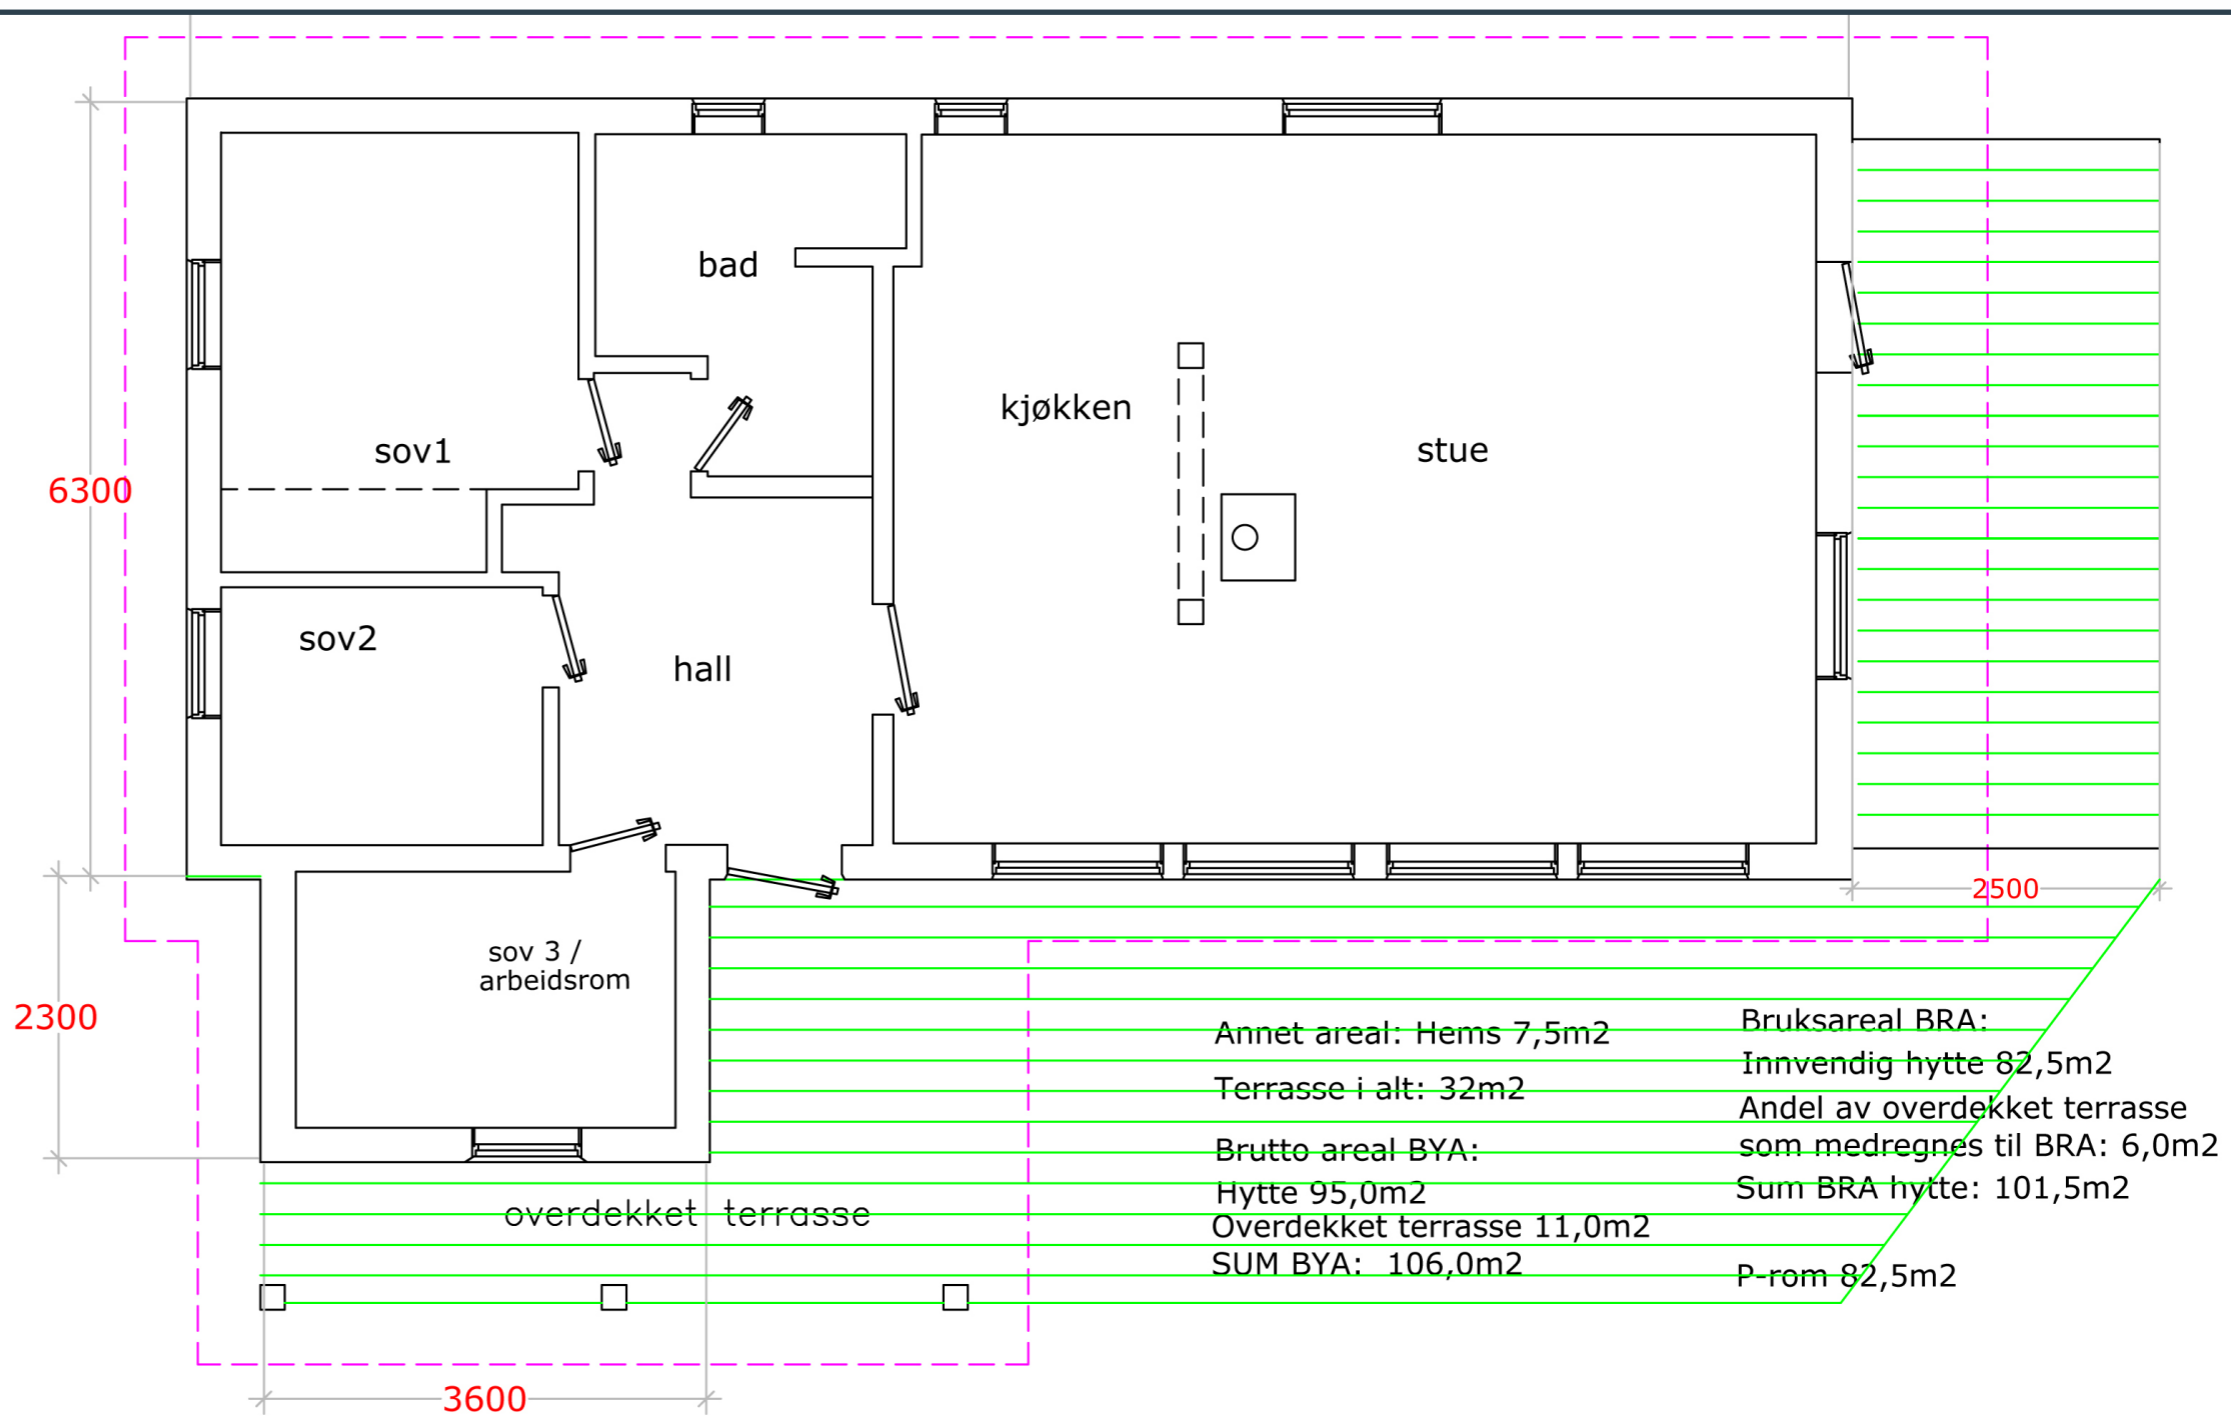 bad
kjøkken
sov1
stue
6300
sov2
hall
2500
sov 3 /
arbeidsrom
2300
Annet areal: Hems 7,5m2
Terrasse i alt: 32m2
Brutto areal BYA:
Hytte 95,0m2
Overdekket terrasse 11,0m2
SUM BYA: 106,0m2
Bruksareal BRA:
Innvendig hytte 82,5m2
Andel av overdekket terrasse
som medregnes til BRA: 6,0m2
Sum BRA hytte: 101,5m2
P-rom 82,5m2
overdekket terrasse
3600